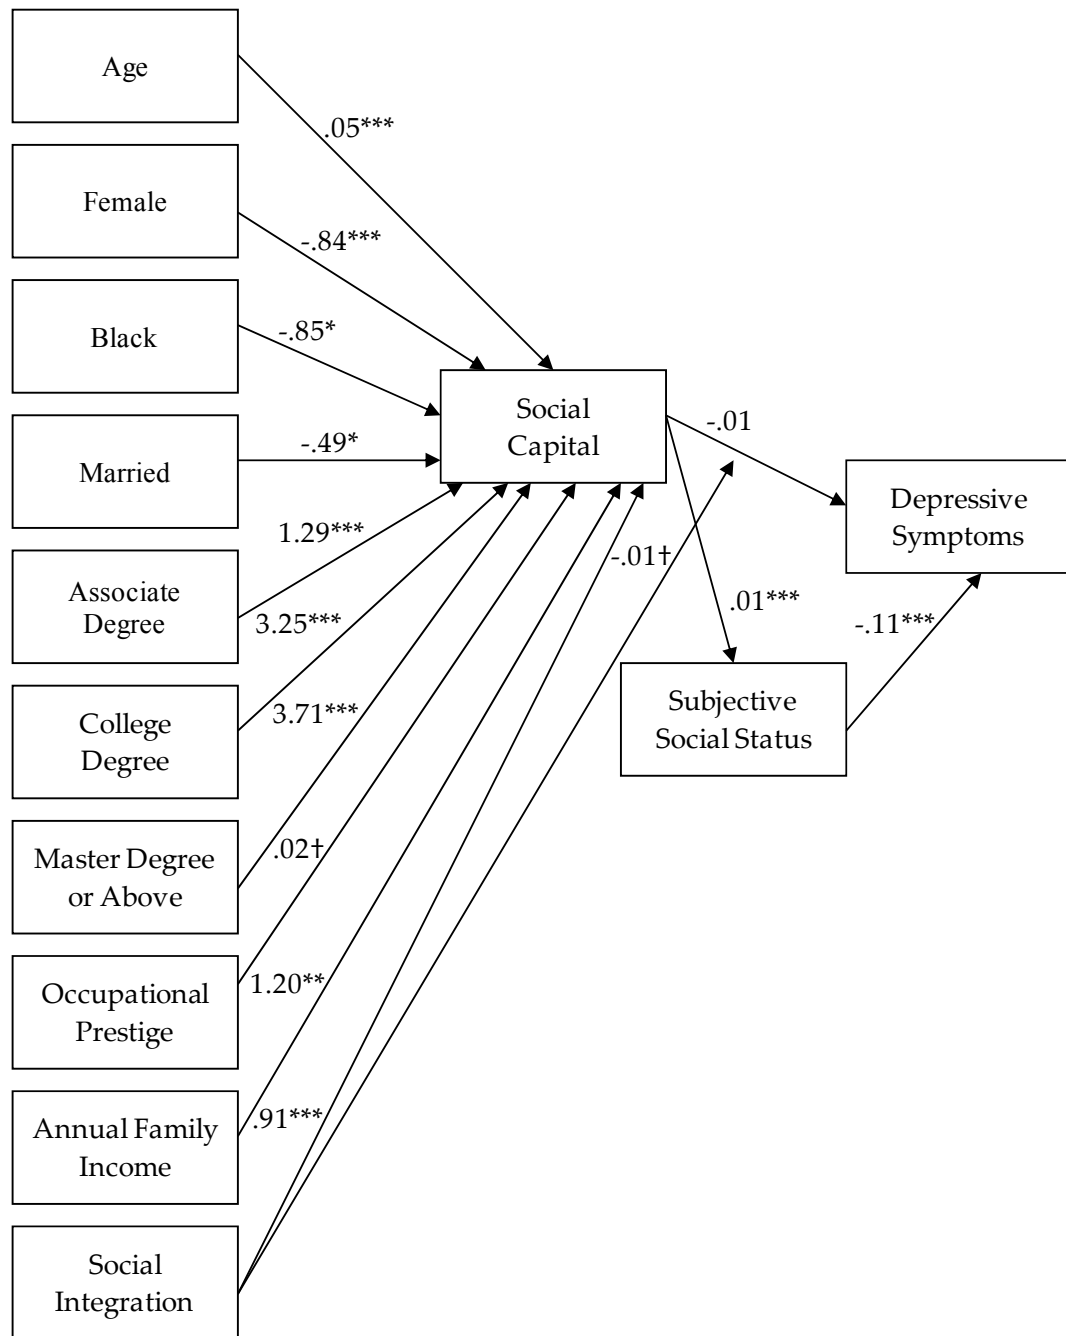 Age
.05***
Female
-.84***
Black
-.85*
Married
-.49*
Social
Capital
-.01
Depressive
Symptoms
Associate
Degree
1.29***
3.25***
-.01†
.01***
-.11***
College
Degree
3.71***
Subjective
Social Status
Master Degree
or Above
.02†
Occupational
Prestige
1.20**
Annual Family
Income
.91***
Social
Integration